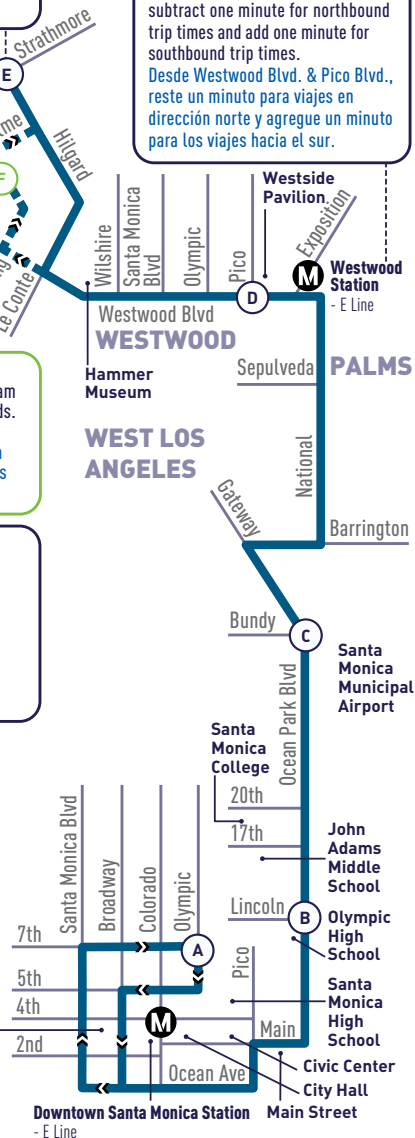 subtract one minute for northbound
trip times and add one minute for
southbound trip times.
Desde Westwood Blvd. & Pico Blvd.,
reste un minuto para viajes en
dirección norte y agregue un minuto
para los viajes hacia el sur.
Strathmore
E
Hilgard
F
Le Conte
Wilshire
Santa Monica
Blvd
Olympic
Pico
Westside
Pavilion
Exposition
M
Westwood
Station
- E Line
D
Westwood Blvd
WESTWOOD
Hammer
Museum
Sepulveda
PALMS
WEST LOS
ANGELES
National
Gateway
Barrington
Bundy
C
Santa
Monica
Municipal
Airport
Ocean Park Blvd
Santa
Monica
College
20th
17th
John
Adams
Middle
School
Lincoln
B
Olympic
High
School
Santa Monica Blvd
Broadway
Colorado
Olympic
A
Pico
7th
5th
4th
2nd
M
Main
Santa
Monica
High
School
Ocean Ave
Civic Center
City Hall
Main Street
Downtown Santa Monica Station
- E Line